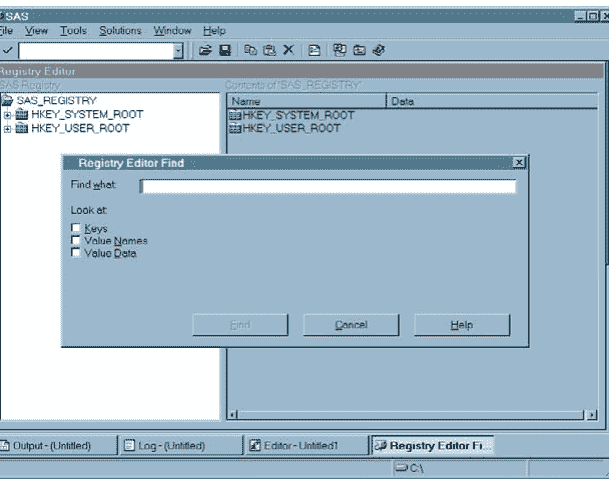 SAS
File View Tools Solutions Window Help
Registry Editor
SAS Registry
Contents of 'SAS_REGISTRY'
SAS_REGISTRY
HKEY_SYSTEM_ROOT
HKEY_USER_ROOT
Name Data
HKEY_SYSTEM_ROOT
HKEY_USER_ROOT
Registry Editor Find
Find what:
Look at:
Keys
Value Names
Value Data
Find Cancel Help
Output - (Untitled) Log - (Untitled) Editor - Untitled1 Registry Editor Fi...
C:\